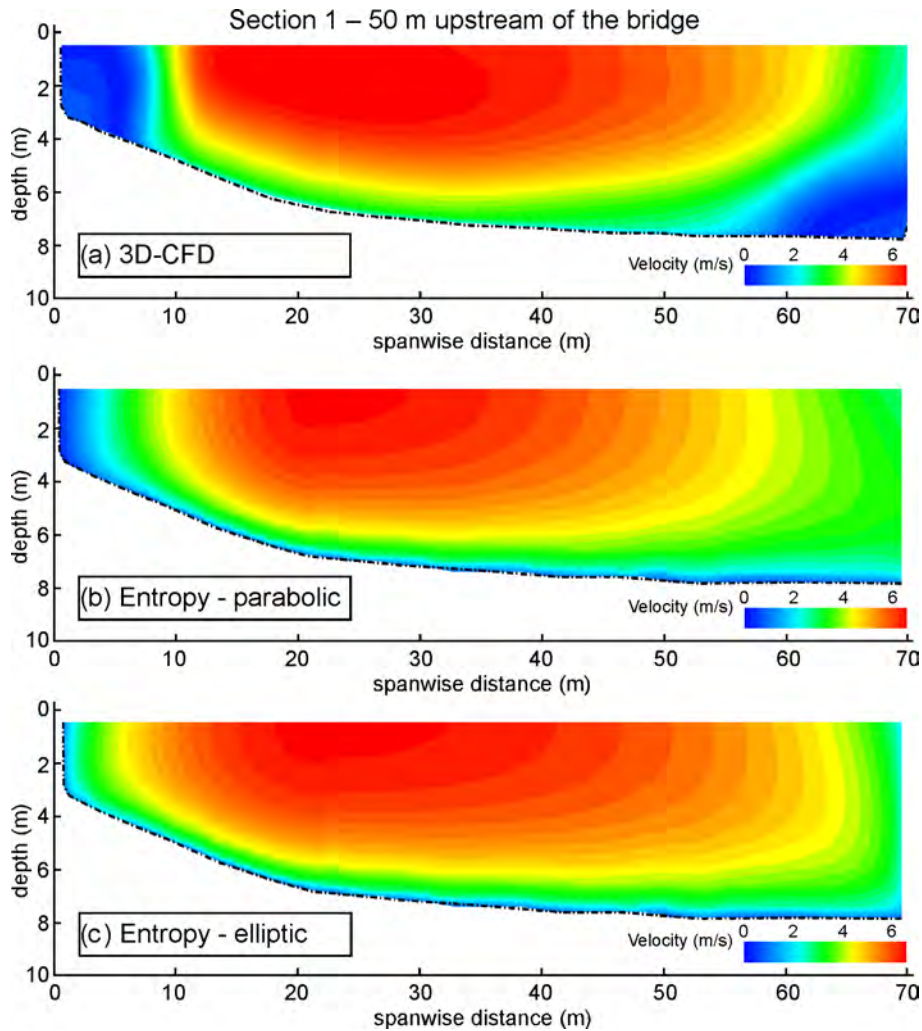 Section 1 – 50 m upstream of the bridge
0
2
4
6
8
10
depth (m)
(a) 3D-CFD
Velocity (m/s) 0 2 4 6
0 10 20 30 40 50 60 70
spanwise distance (m)
0
2
4
6
8
10
depth (m)
(b) Entropy - parabolic
Velocity (m/s) 0 2 4 6
0 10 20 30 40 50 60 70
spanwise distance (m)
0
2
4
6
8
10
depth (m)
(c) Entropy - elliptic
Velocity (m/s) 0 2 4 6
0 10 20 30 40 50 60 70
spanwise distance (m)